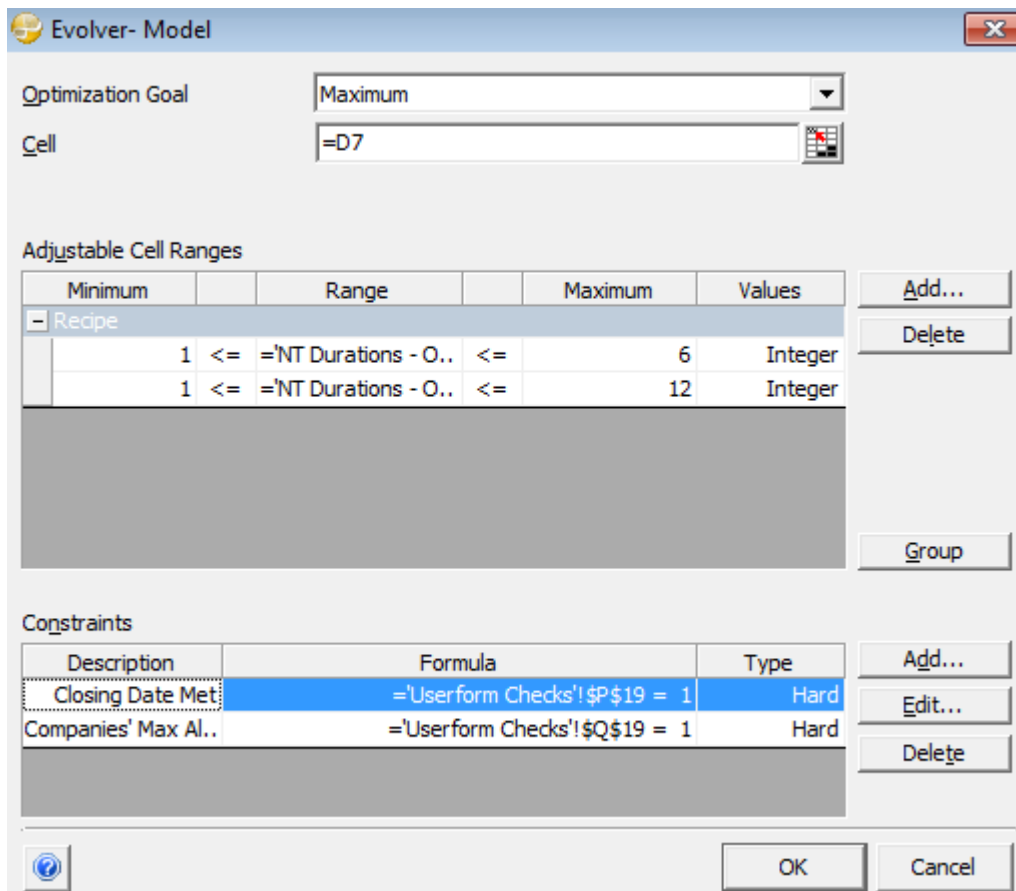 Evolver- Model
Optimization Goal Maximum
Cell =D7
Adjustable Cell Ranges
Minimum Range Maximum Values Add...
Recipe
Delete
1 <= ='NT Durations - O.. <= 6 Integer
1 <= ='NT Durations - O.. <= 12 Integer
Group
Constraints
Description Formula Type Add...
Closing Date Met ='Userform Checks'!$P$19 = 1 Hard Edit...
Companies' Max Al.. ='Userform Checks'!$Q$19 = 1 Hard
Delete
OK Cancel